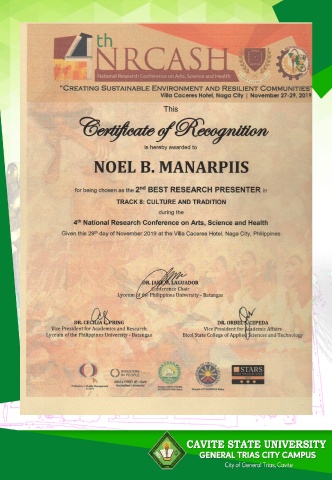 4th NRCASH
National Research Conference on Arts, Science and Health
"CREATING SUSTAINABLE ENVIRONMENT AND RESILIENT COMMUNITIES"
Villa Caceres Hotel, Naga City | November 27-29, 2019
This
Certificate of Recognition
is hereby awarded to
NOEL B. MANARPIIS
for being chosen as the 2nd BEST RESEARCH PRESENTER in
TRACK 8: CULTURE AND TRADITION
during the
4th National Research Conference on Arts, Science and Health
Given this 29th day of November 2019 at the Villa Caceres Hotel, Naga City, Philippines
DR. JAKE M. LAGUADOR
Conference Chair
Lyceum of the Philippines University - Batangas
DR. CECILIA PRING
Vice President for Academics and Research
Lyceum of the Philippines University - Batangas
DR. ORBEL CEPEDA
Vice President for Academic Affairs
Bicol State College of Applied Sciences and Technology
INVESTORS IN PEOPLE
STARS
CAVITE STATE UNIVERSITY
GENERAL TRIAS CITY CAMPUS
City of General Trias, Cavite